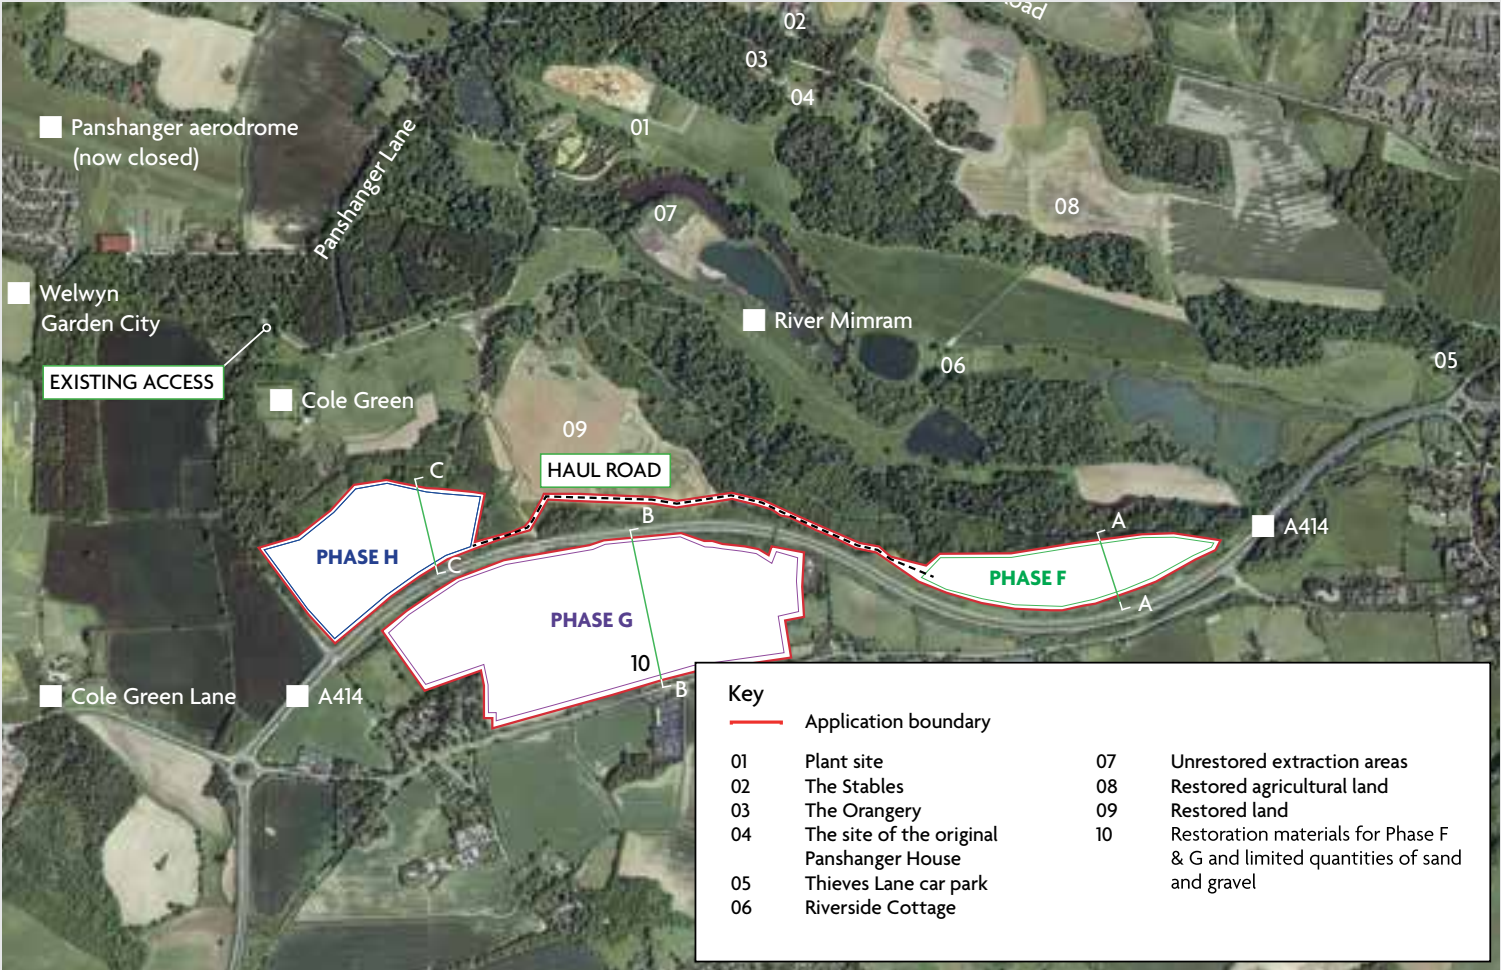 oad
02
03
04
01
Panshanger aerodrome
(now closed)
Panshanger Lane
07
08
Welwyn
Garden City
River Mimram
06
05
EXISTING ACCESS
Cole Green
09
C
HAUL ROAD
B
A
A414
PHASE H
C
PHASE F
A
PHASE G
10
B
Cole Green Lane
A414
Key
Application boundary
01 Plant site
02 The Stables
03 The Orangery
04 The site of the original
Panshanger House
05 Thieves Lane car park
06 Riverside Cottage
07 Unrestored extraction areas
08 Restored agricultural land
09 Restored land
10 Restoration materials for Phase F
& G and limited quantities of sand
and gravel